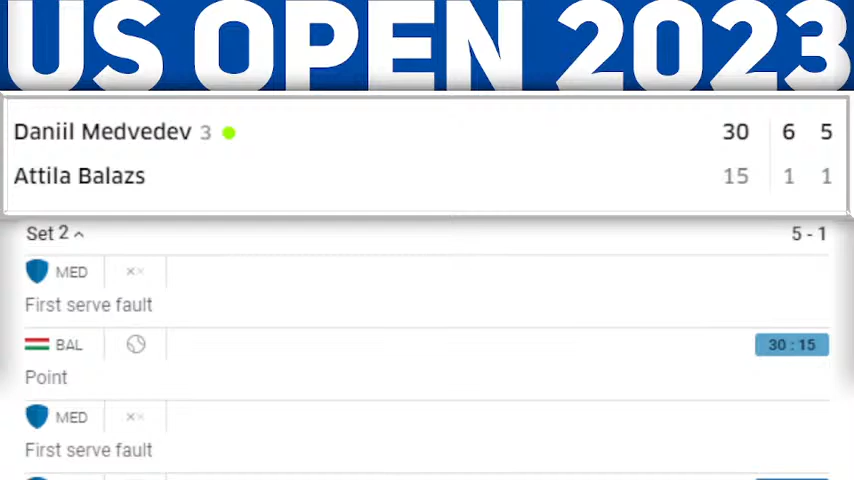 US OPEN 2023
Daniil Medvedev 3 30 6 5
Attila Balazs 15 1 1
Set 2 5 - 1
MED
First serve fault
BAL 30 : 15
Point
MED
First serve fault